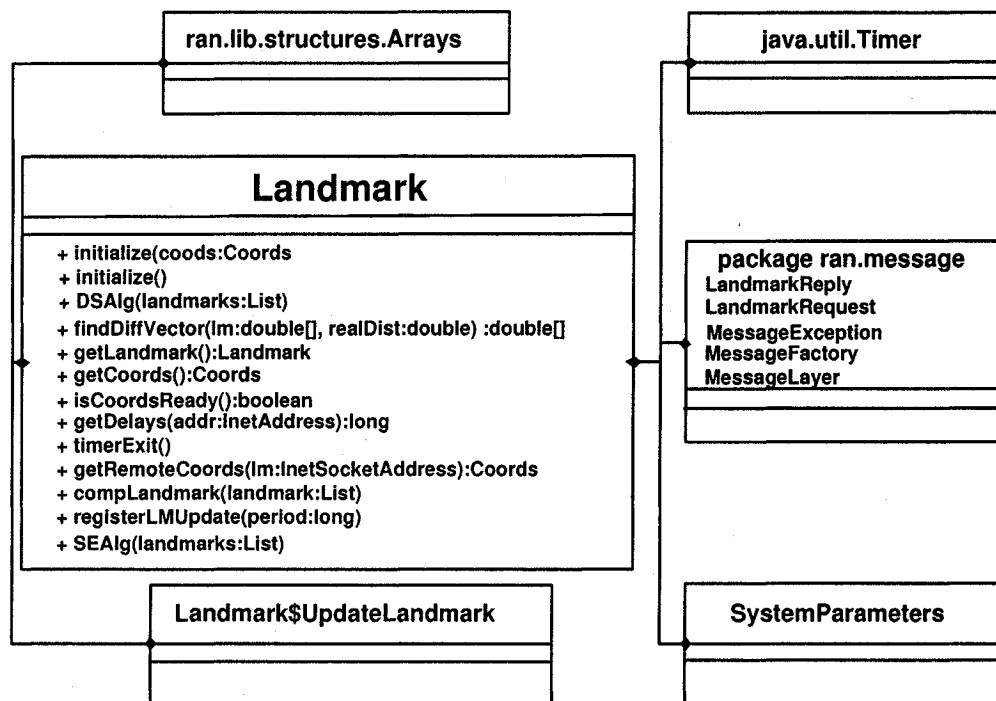 ran.lib.structures.Arrays
java.util.Timer
Landmark
+ initialize(coods:Coords
+ initialize()
+ DSAlg(landmarks:List)
+ findDiffVector(lm:double[], realDist:double) :double[]
+ getLandmark():Landmark
+ getCoords():Coords
+ isCoordsReady():boolean
+ getDelays(addr:InetAddress):long
+ timerExit()
+ getRemoteCoords(lm:InetSocketAddress):Coords
+ compLandmark(landmark:List)
+ registerLMUpdate(period:long)
+ SEAlg(landmarks:List)
package ran.message
LandmarkReply
LandmarkRequest
MessageException
MessageFactory
MessageLayer
Landmark$UpdateLandmark
SystemParameters